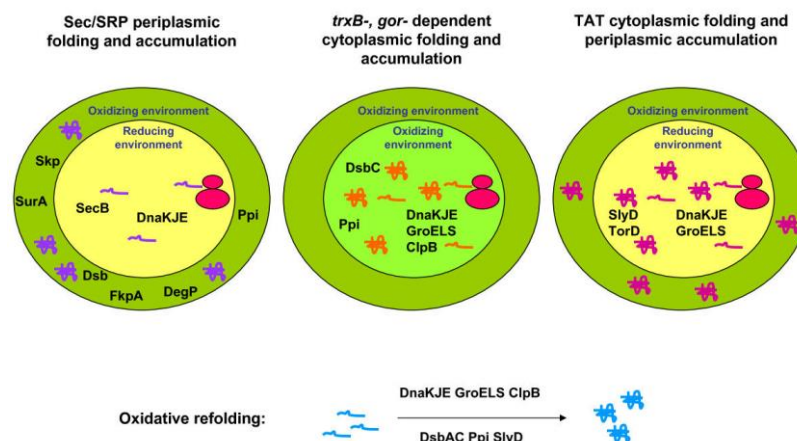 Sec/SRP periplasmic
folding and accumulation
Oxidizing environment
Reducing
environment
Skp
SurA
SecB
DnaKJE
Ppi
Dsb
FkpA
DegP
trxB-, gor- dependent
cytoplasmic folding and
accumulation
Oxidizing environment
Oxidizing
environment
DsbC
Ppi
DnaKJE
GroELS
ClpB
TAT cytoplasmic folding and
periplasmic accumulation
Oxidizing environment
Reducing
environment
SlyD
TorD
DnaKJE
GroELS
Oxidative refolding:
DnaKJE GroELS ClpB
DsbAC Ppi SlyD